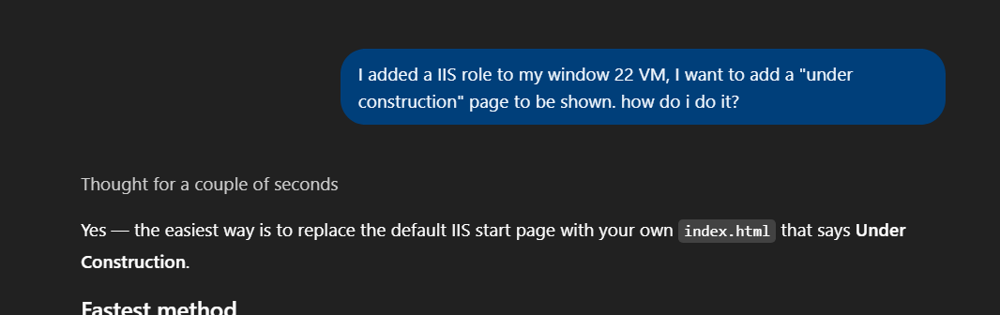 I added a IIS role to my window 22 VM, I want to add a "under
construction" page to be shown. how do i do it?
Thought for a couple of seconds
Yes — the easiest way is to replace the default IIS start page with your own index.html that says Under
Construction.
Fastest method